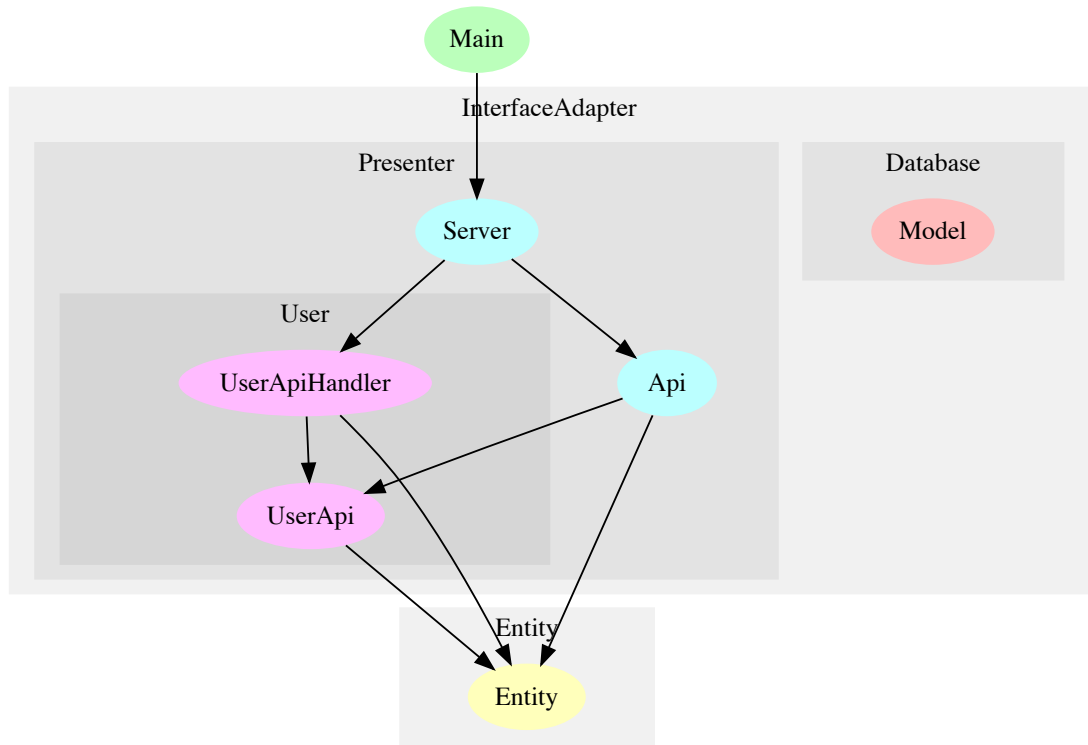 Main
InterfaceAdapter
Presenter
Database
Server
Model
User
UserApiHandler
Api
UserApi
Entity
Entity